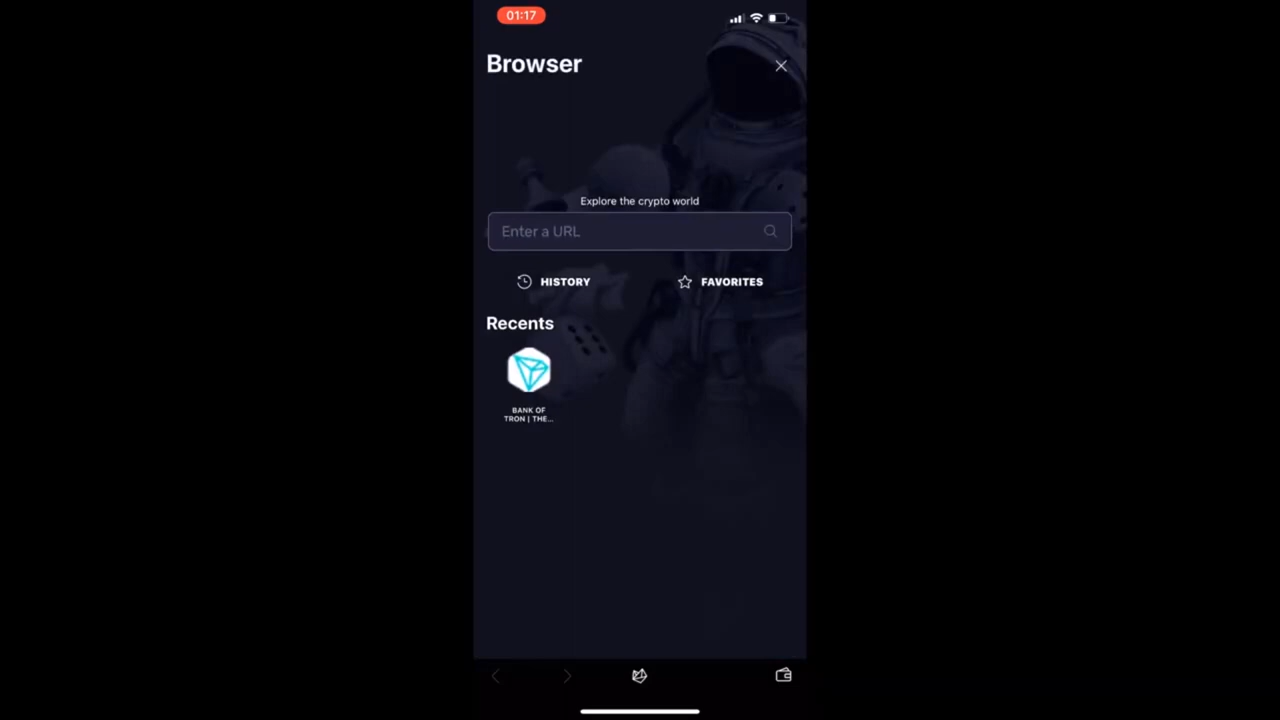 01:17
Browser
Explore the crypto world
Enter a URL
HISTORY
FAVORITES
Recents
BANK OF
TRON | THE...